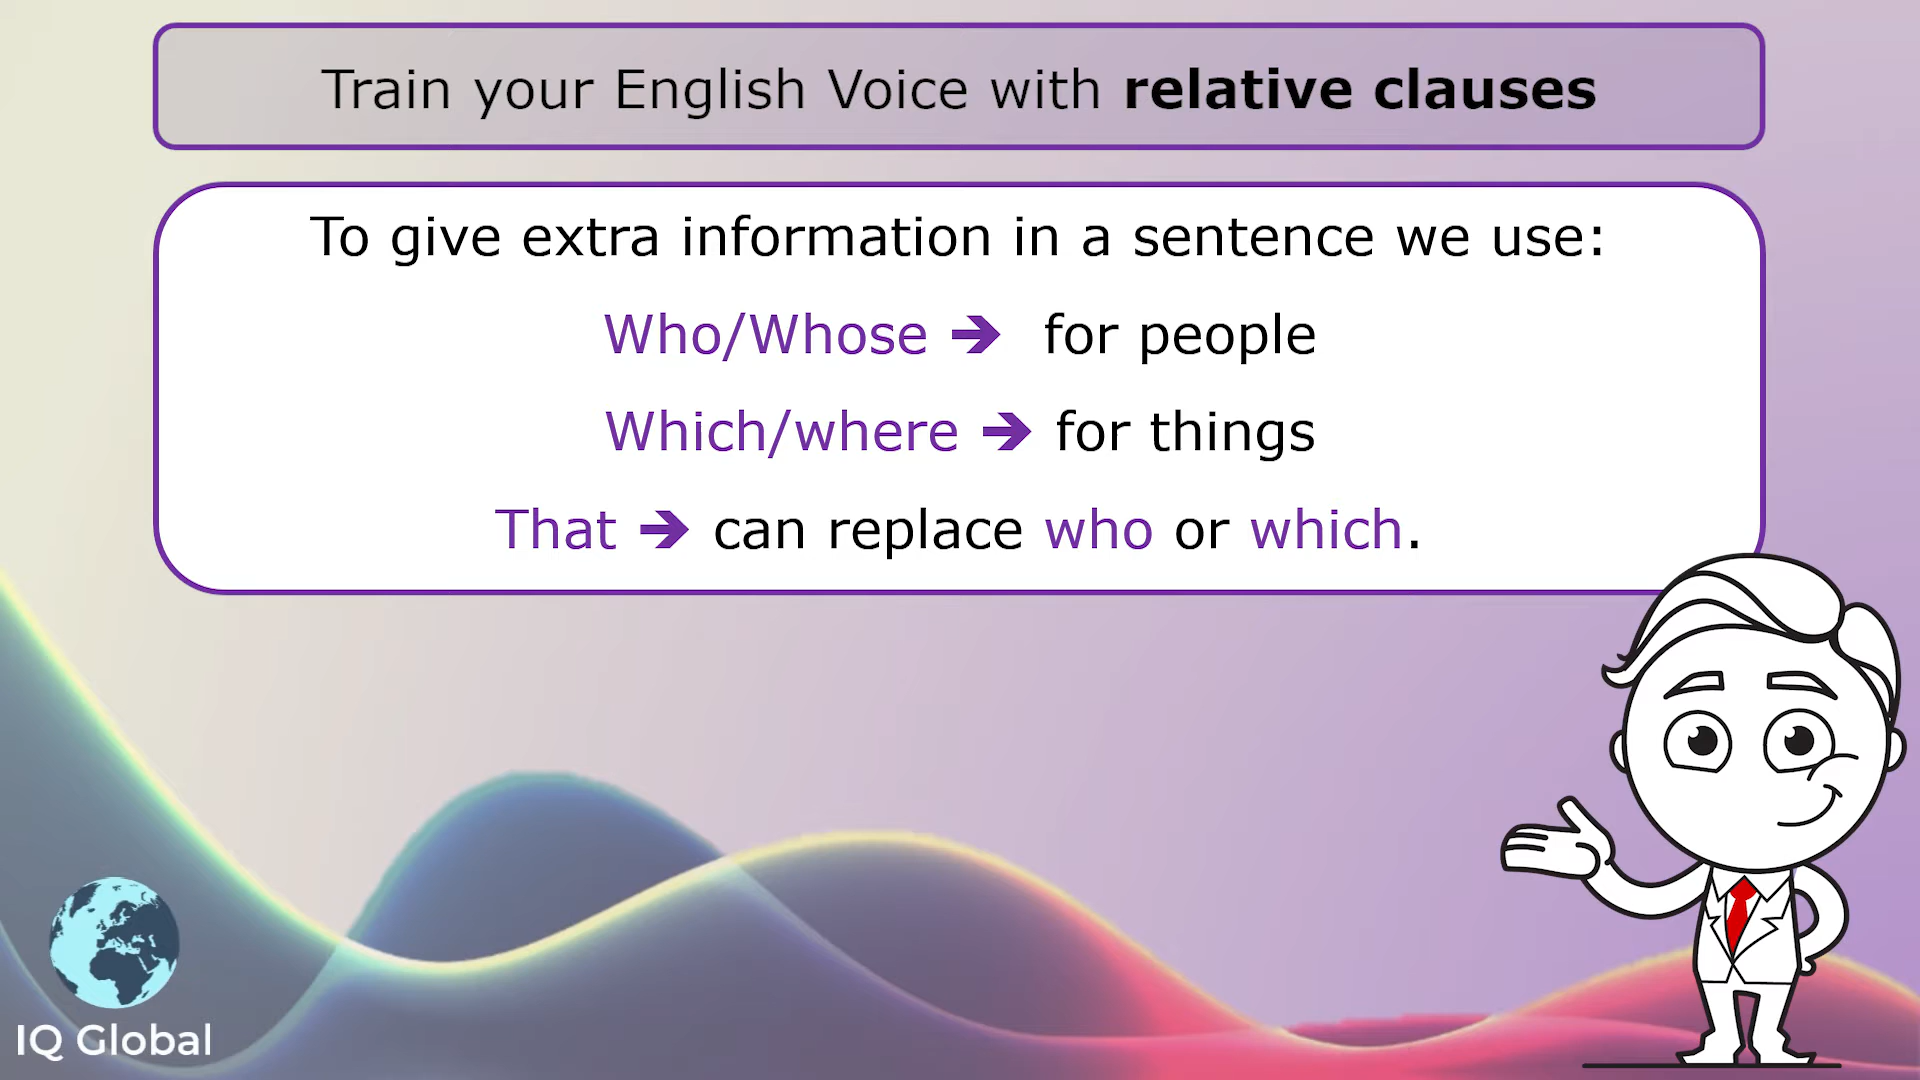 Train your English Voice with relative clauses
To give extra information in a sentence we use:
Who/Whose ➔ for people
Which/where ➔ for things
That ➔ can replace who or which.
IQ Global